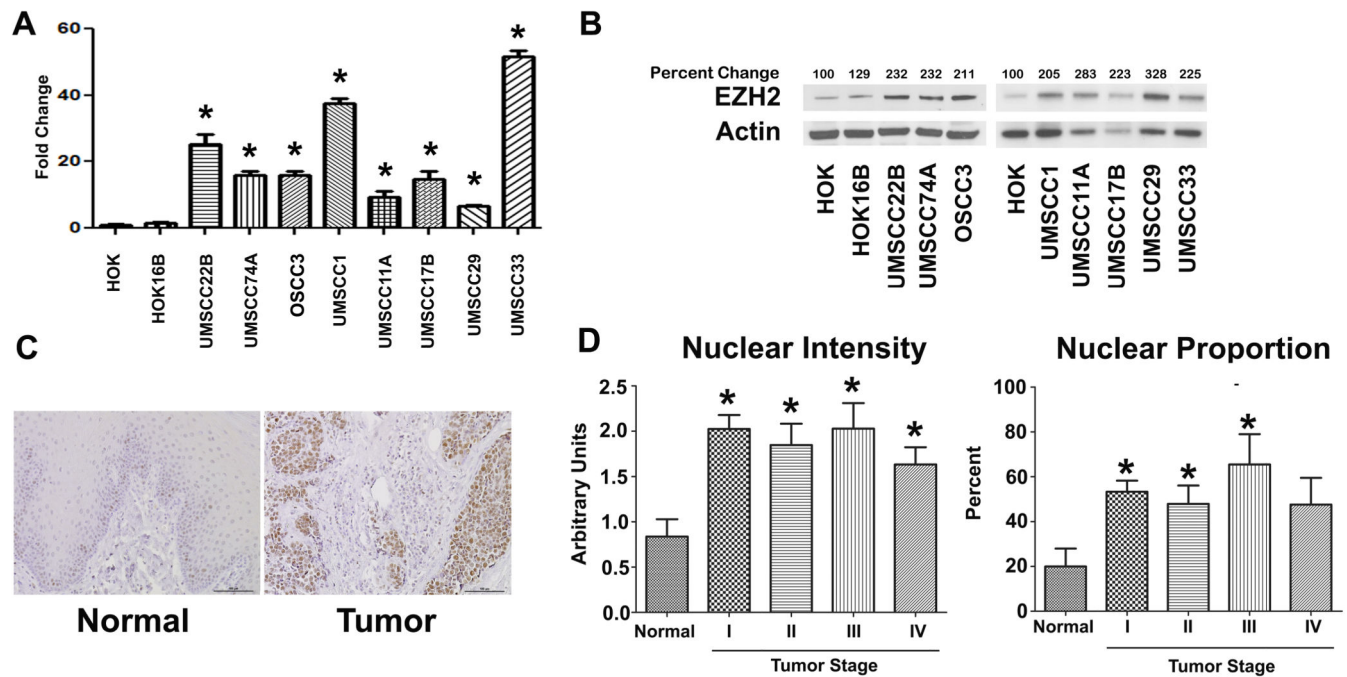 A
60
40
20
0
Fold Change
* * * * * * * *
HOK
HOK16B
UMSCC22B
UMSCC74A
OSCC3
UMSCC1
UMSCC11A
UMSCC17B
UMSCC29
UMSCC33
B
Percent Change 100 129 232 232 211 100 205 283 223 328 225
EZH2
Actin
HOK
HOK16B
UMSCC22B
UMSCC74A
OSCC3
HOK
UMSCC1
UMSCC11A
UMSCC17B
UMSCC29
UMSCC33
C
Normal Tumor
D
Nuclear Intensity
2.5
2.0
1.5
1.0
0.5
0.0
Arbitrary Units
* * * *
Normal I II III IV
Tumor Stage
Nuclear Proportion
100
80
60
40
20
0
Percent
* * *
Normal I II III IV
Tumor Stage